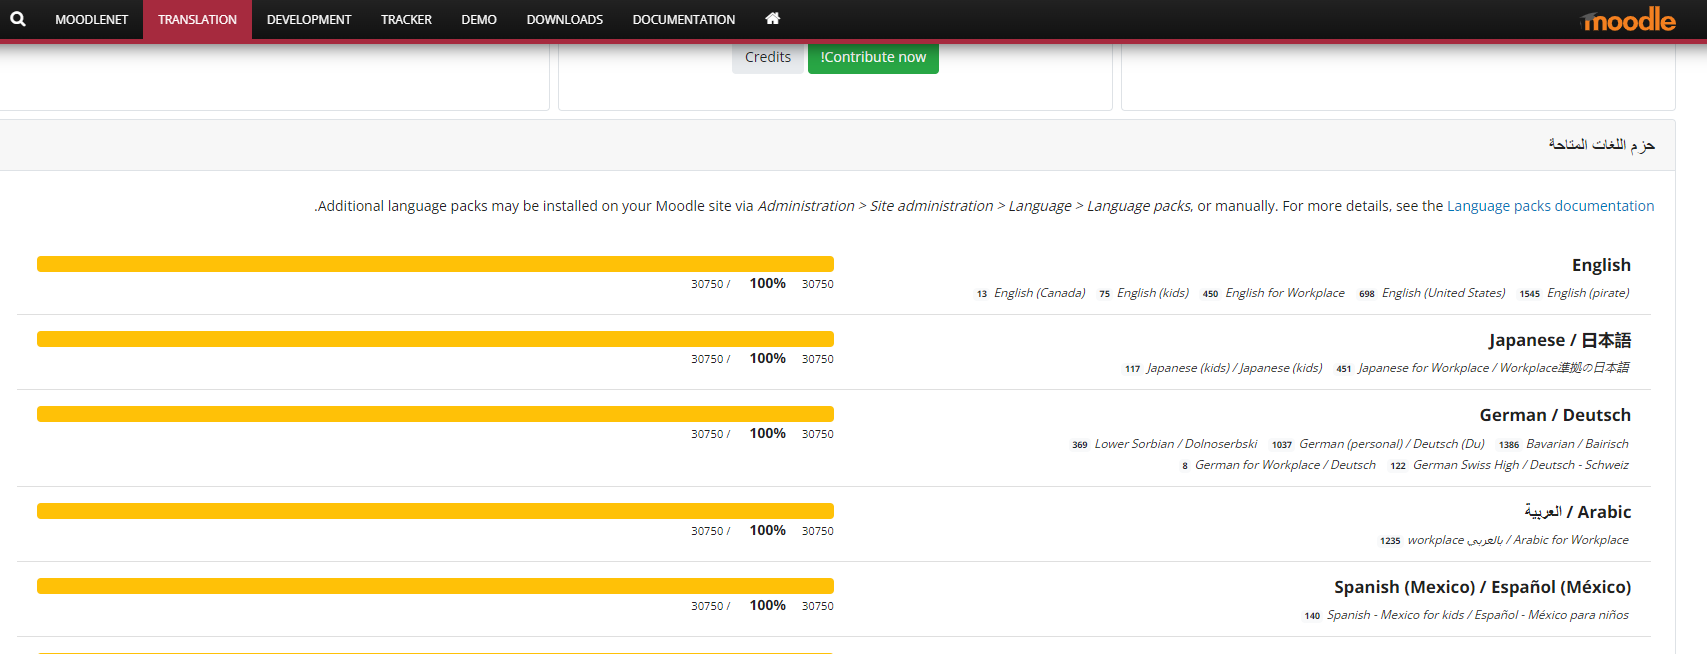 MOODLENET TRANSLATION DEVELOPMENT TRACKER DEMO DOWNLOADS DOCUMENTATION moodle
Credits !Contribute now
حزم اللغات المتاحة
.Additional language packs may be installed on your Moodle site via Administration > Site administration > Language > Language packs, or manually. For more details, see the Language packs documentation
English
30750 / 100% 30750
13 English (Canada) 75 English (kids) 450 English for Workplace 698 English (United States) 1545 English (pirate)
Japanese / 日本語
30750 / 100% 30750
117 Japanese (kids) / Japanese (kids) 451 Japanese for Workplace / Workplace準拠の日本語
German / Deutsch
30750 / 100% 30750
369 Lower Sorbian / Dolnoserbski 1037 German (personal) / Deutsch (Du) 1386 Bavarian / Bairisch
8 German for Workplace / Deutsch 122 German Swiss High / Deutsch - Schweiz
العربية / Arabic
30750 / 100% 30750
1235 workplace بالعربي / Arabic for Workplace
Spanish (Mexico) / Español (México)
30750 / 100% 30750
140 Spanish - Mexico for kids / Español - México para niños